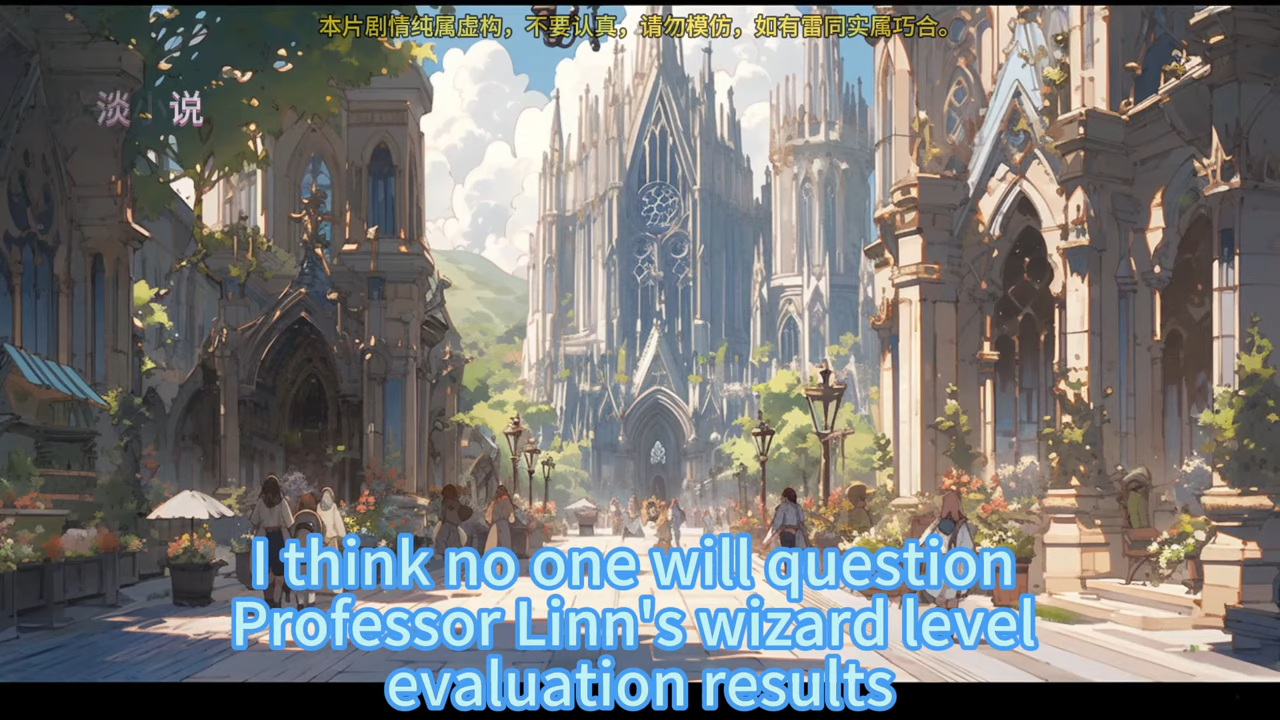 本片剧情纯属虚构，不要认真，请勿模仿，如有雷同实属巧合。
淡小说
I think no one will question
Professor Linn's wizard level
evaluation results